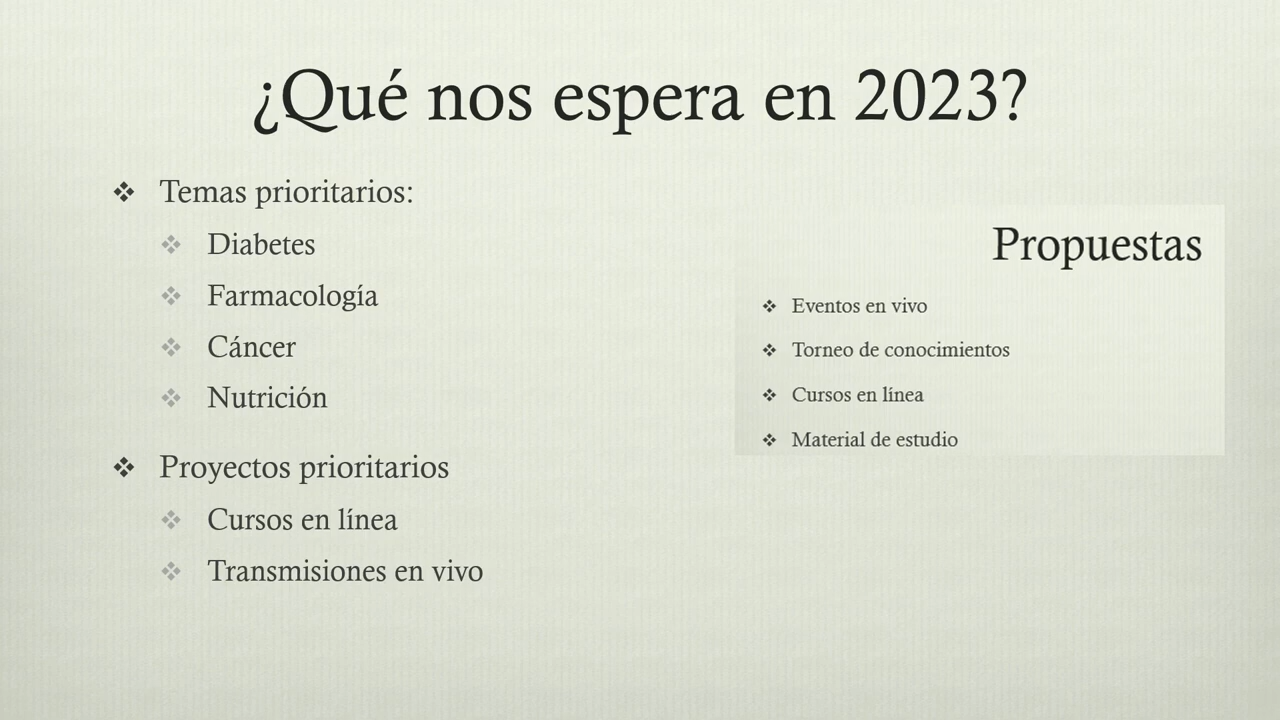 ¿Qué nos espera en 2023?
❖ Temas prioritarios:
❖ Diabetes
❖ Farmacología
❖ Cáncer
❖ Nutrición
❖ Proyectos prioritarios
❖ Cursos en línea
❖ Transmisiones en vivo
Propuestas
❖ Eventos en vivo
❖ Torneo de conocimientos
❖ Cursos en línea
❖ Material de estudio